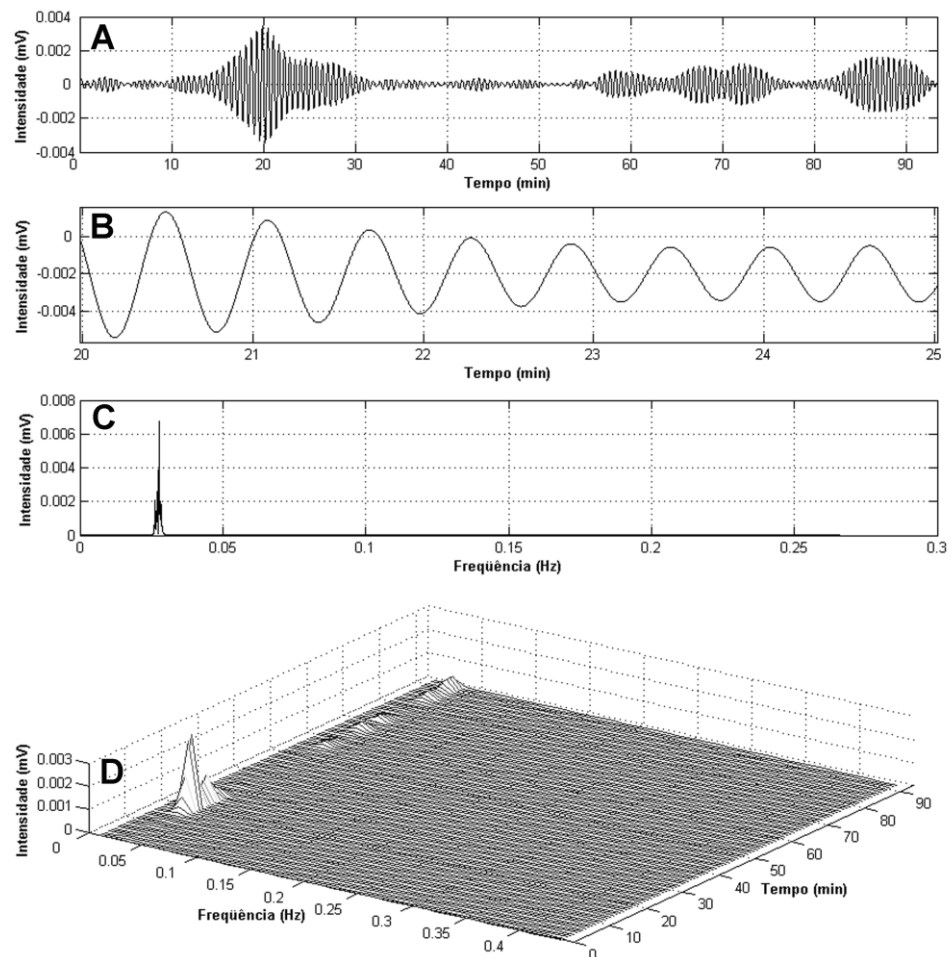 A
Intensidade (mV)
0.004
0.002
0
-0.002
-0.004
0 10 20 30 40 50 60 70 80 90
Tempo (min)
B
Intensidade (mV)
0
-0.002
-0.004
20 21 22 23 24 25
Tempo (min)
C
Intensidade (mV)
0.008
0.006
0.004
0.002
0
0 0.05 0.1 0.15 0.2 0.25 0.3
Freqüência (Hz)
D
Intensidade (mV)
0.003
0.002
0.001
0
0 0.05 0.1 0.15 0.2 0.25 0.3 0.35 0.4
Freqüência (Hz)
0 10 20 30 40 50 60 70 80 90
Tempo (min)